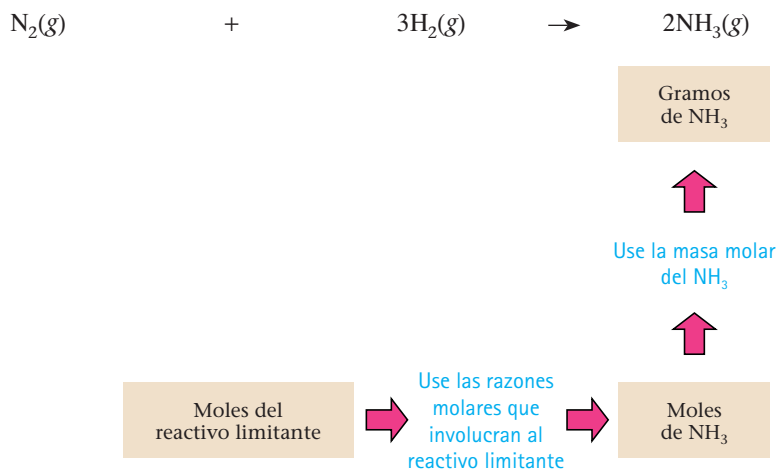 N₂(g) + 3H₂(g) → 2NH₃(g)
Gramos
de NH₃
Use la masa molar
del NH₃
Moles del
reactivo limitante
Use las razones
molares que
involucran al
reactivo limitante
Moles
de NH₃